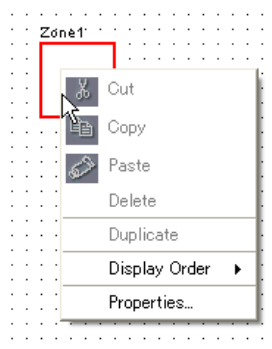 Zone1
Cut
Copy
Paste
Delete
Duplicate
Display Order
Properties...